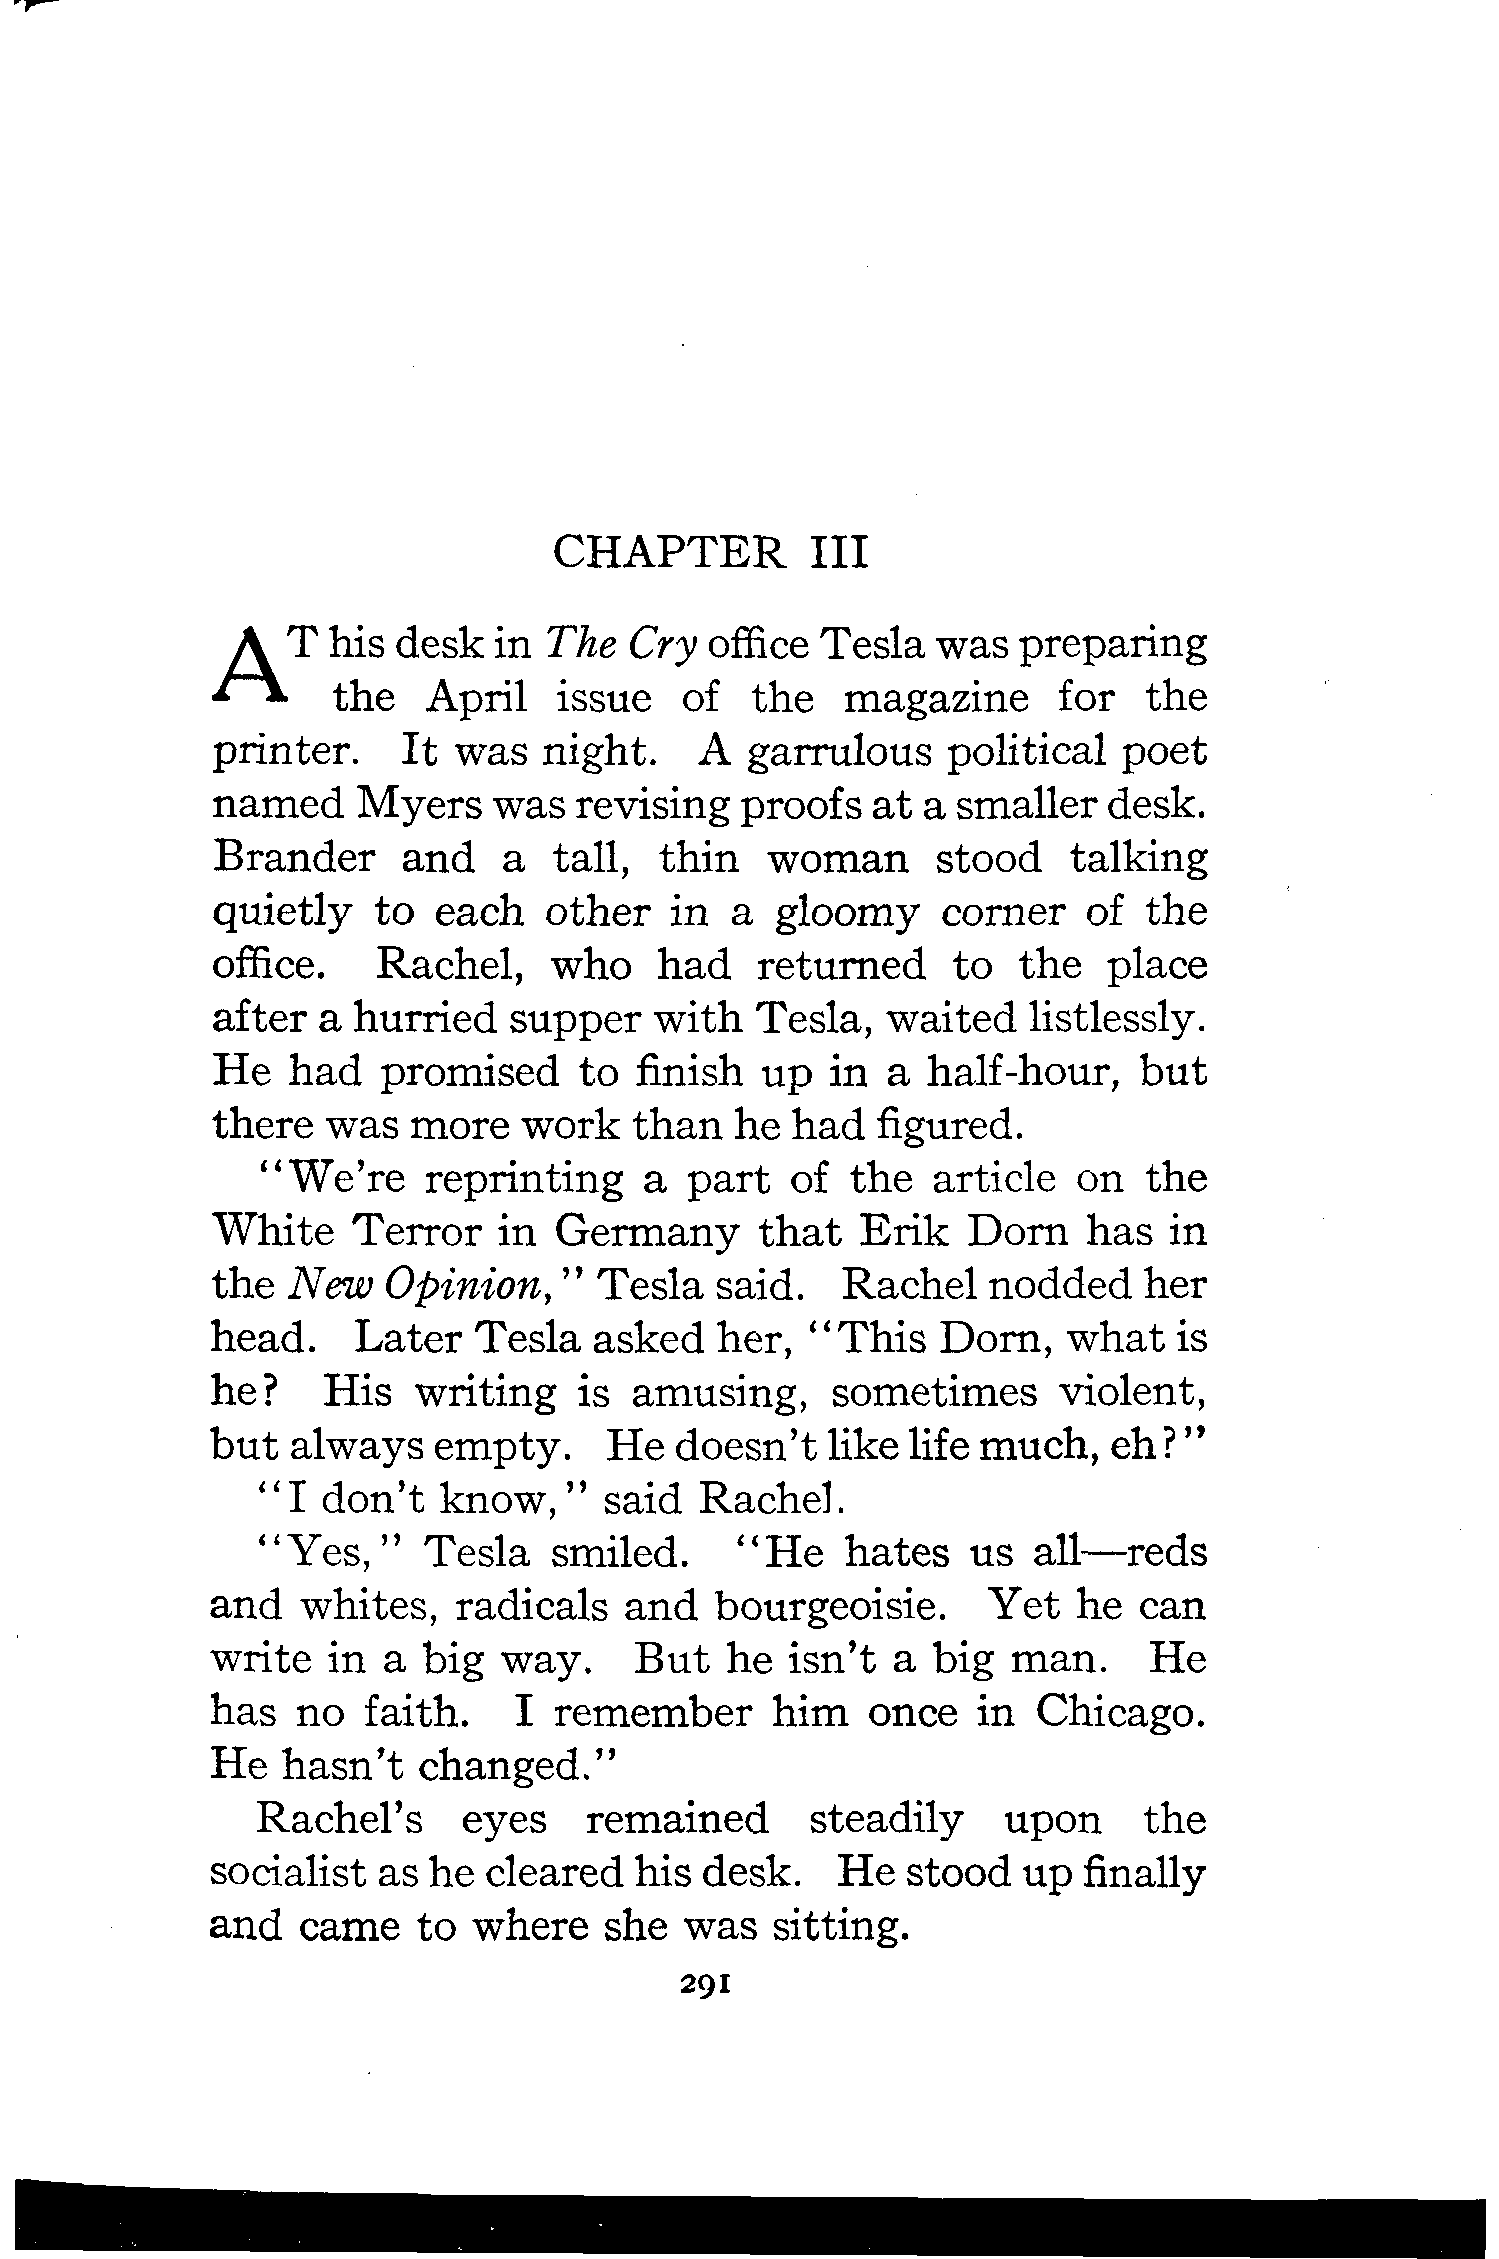 CHAPTER III
AT his desk in The Cry office Tesla was preparing
the April issue of the magazine for the
printer. It was night. A garrulous political poet
named Myers was revising proofs at a smaller desk.
Brander and a tall, thin woman stood talking
quietly to each other in a gloomy corner of the
office. Rachel, who had returned to the place
after a hurried supper with Tesla, waited listlessly.
He had promised to finish up in a half-hour, but
there was more work than he had figured.
"We're reprinting a part of the article on the
White Terror in Germany that Erik Dorn has in
the New Opinion," Tesla said. Rachel nodded her
head. Later Tesla asked her, "This Dorn, what is
he? His writing is amusing, sometimes violent,
but always empty. He doesn't like life much, eh?"
"I don't know," said Rachel.
"Yes," Tesla smiled. "He hates us all—reds
and whites, radicals and bourgeoisie. Yet he can
write in a big way. But he isn't a big man. He
has no faith. I remember him once in Chicago.
He hasn't changed."
Rachel's eyes remained steadily upon the
socialist as he cleared his desk. He stood up finally
and came to where she was sitting.
291